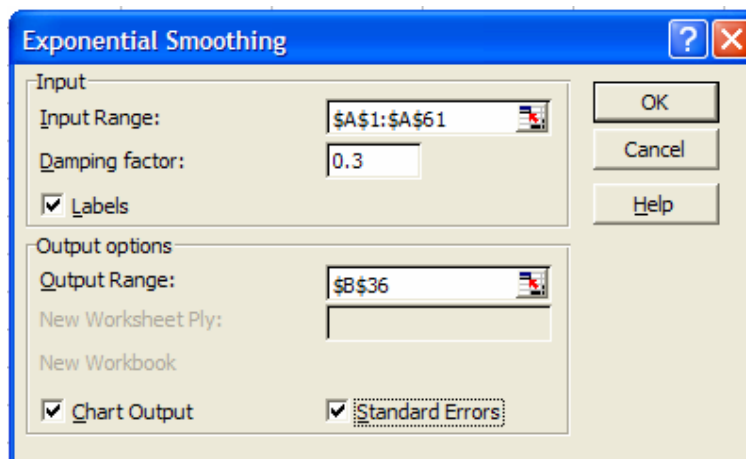 Exponential Smoothing
Input
Input Range: $A$1:$A$61
OK
Damping factor: 0.3
Cancel
Labels
Help
Output options
Output Range: $B$36
New Worksheet Ply:
New Workbook
Chart Output Standard Errors